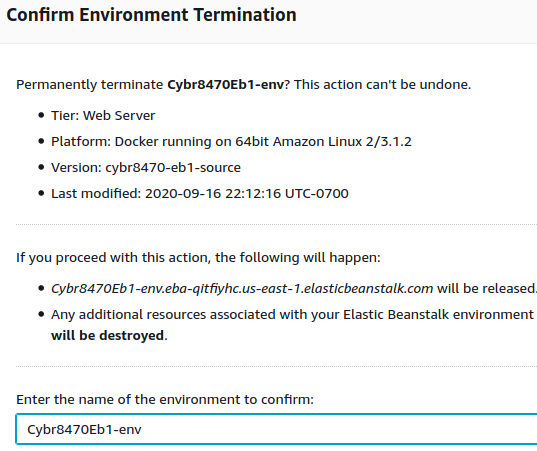 Confirm Environment Termination
Permanently terminate Cybr8470Eb1-env? This action can't be undone.
• Tier: Web Server
• Platform: Docker running on 64bit Amazon Linux 2/3.1.2
• Version: cybr8470-eb1-source
• Last modified: 2020-09-16 22:12:16 UTC-0700
If you proceed with this action, the following will happen:
• Cybr8470Eb1-env.eba-qitfiyhc.us-east-1.elasticbeanstalk.com will be released.
• Any additional resources associated with your Elastic Beanstalk environment
will be destroyed.
Enter the name of the environment to confirm:
Cybr8470Eb1-env